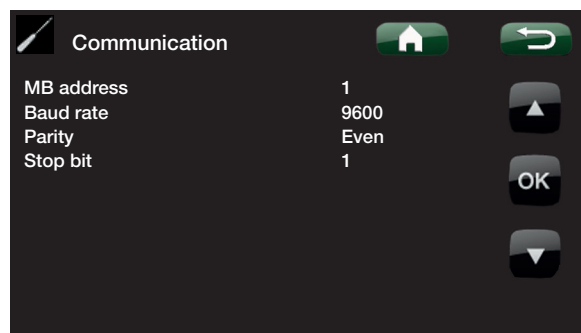 Communication
MB address 1
Baud rate 9600
Parity Even
Stop bit 1
OK